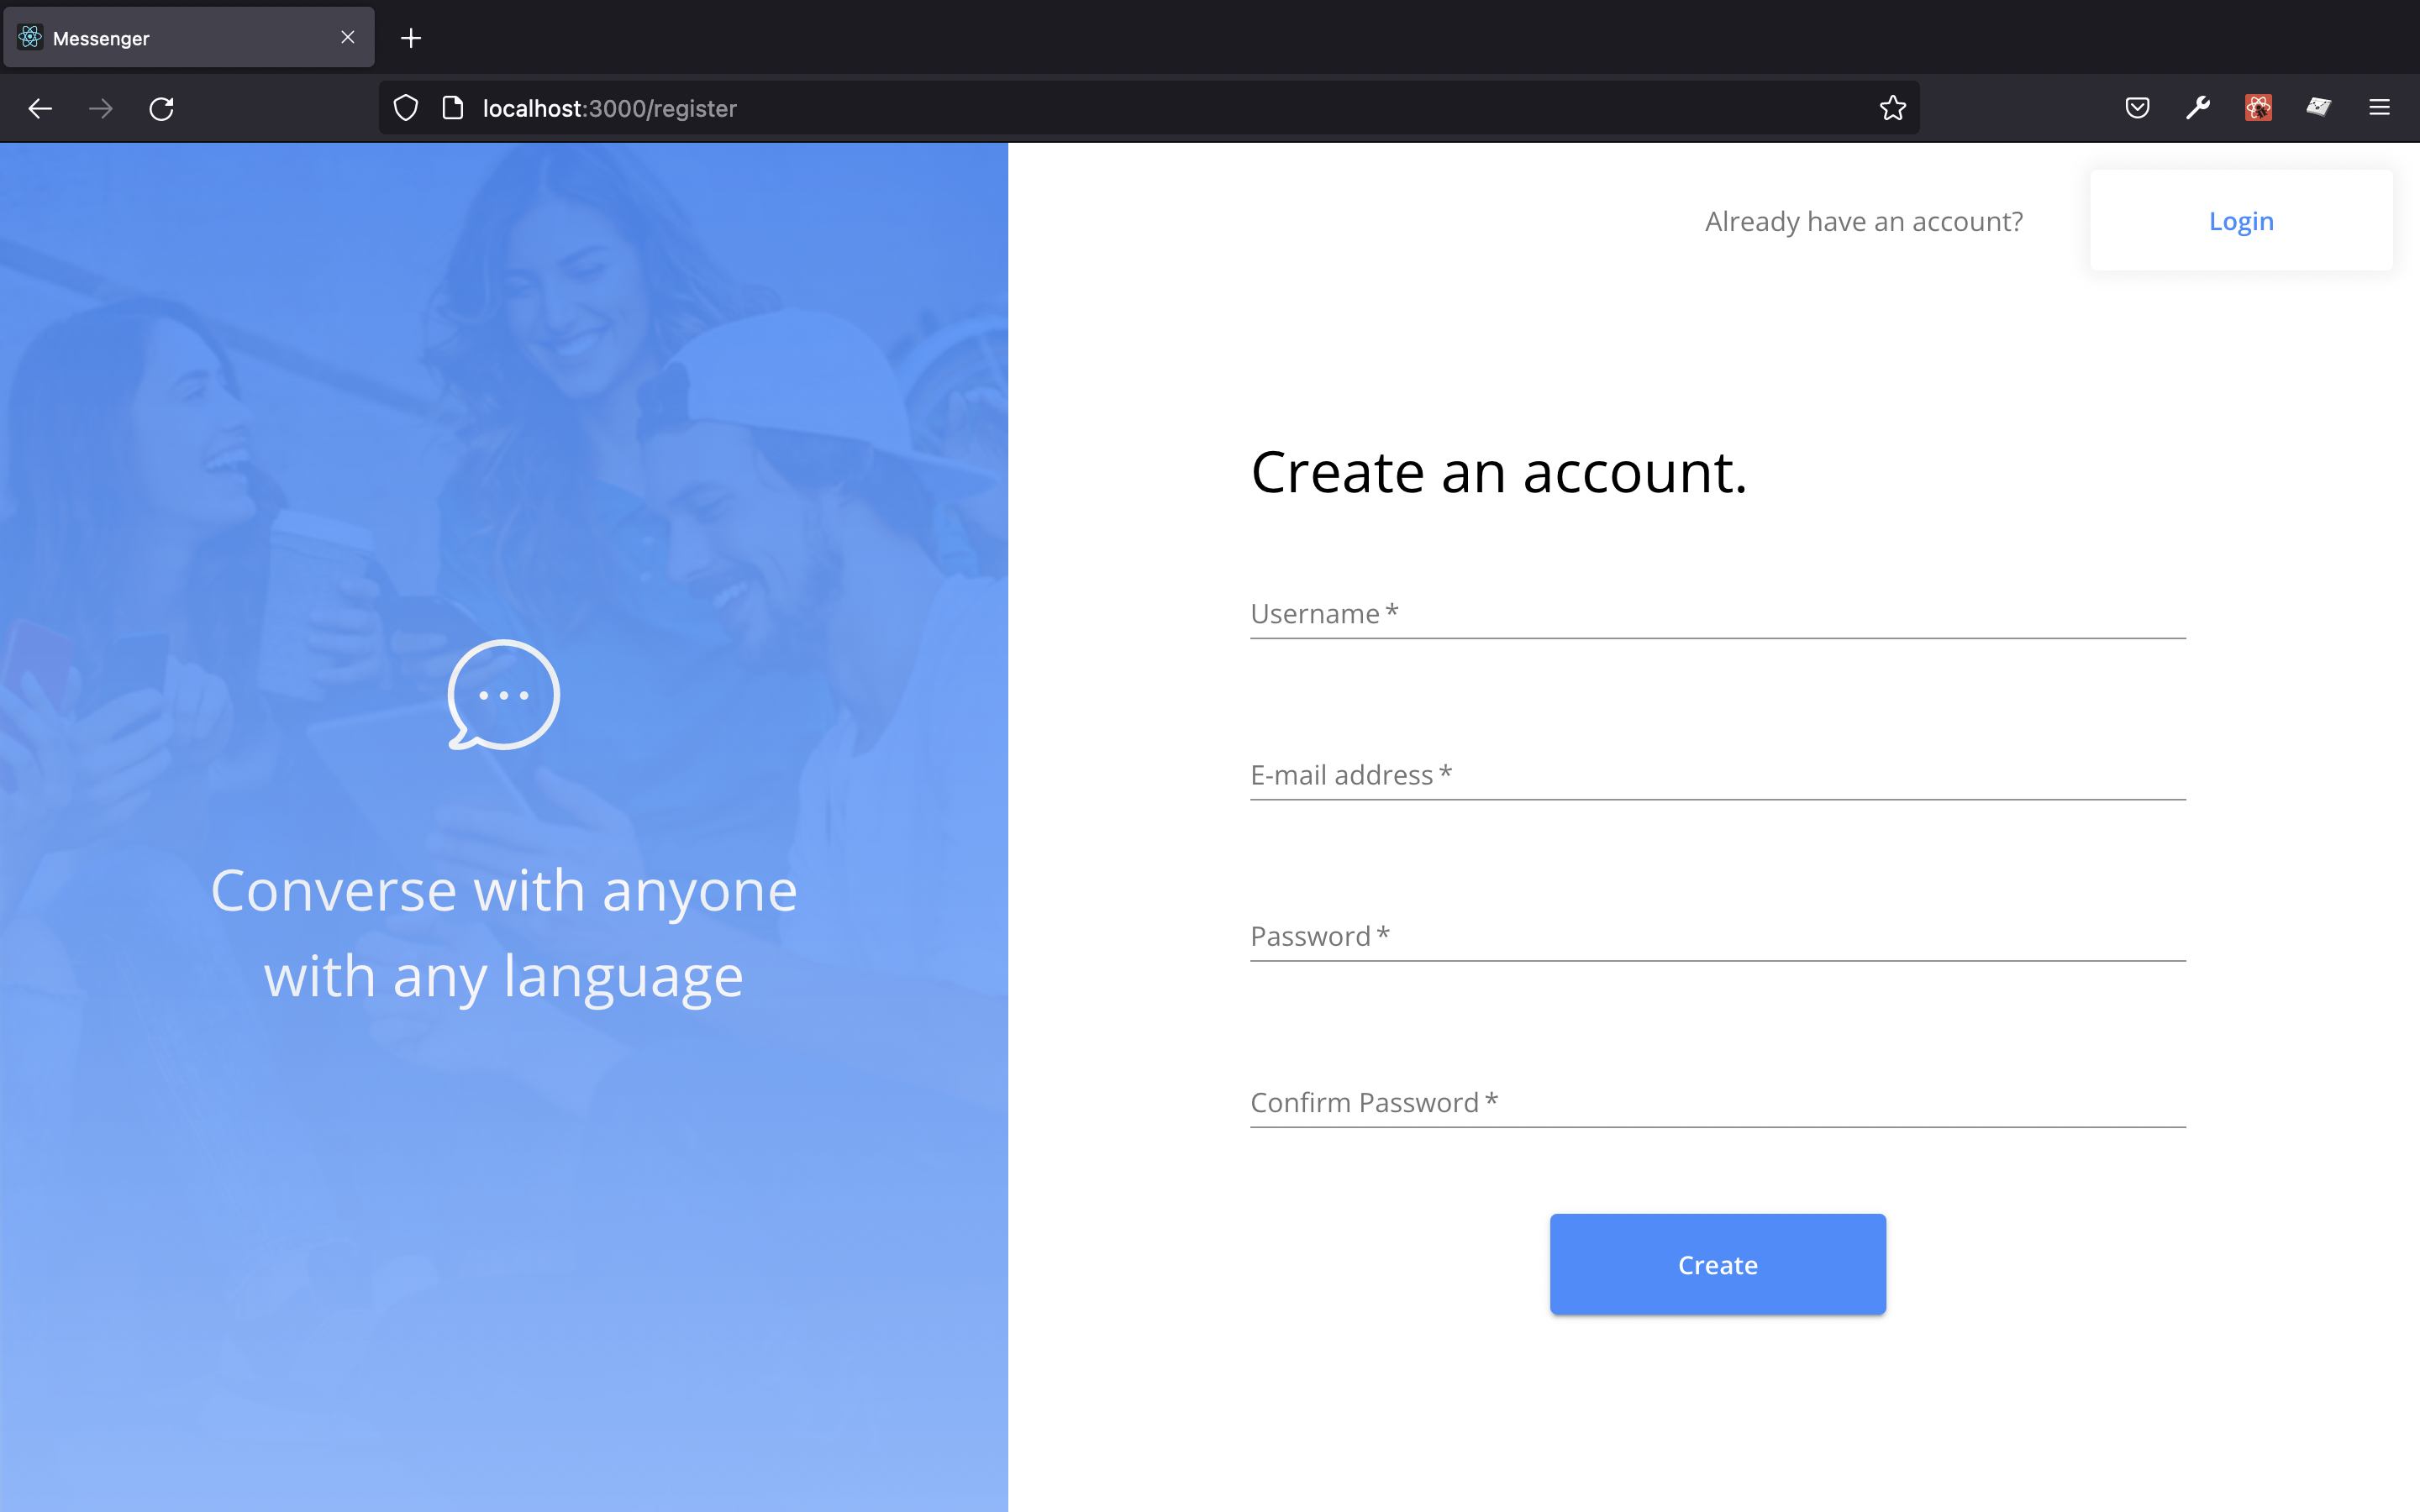 Messenger
localhost:3000/register
Already have an account?
Login
Converse with anyone
with any language
Create an account.
Username *
E-mail address *
Password *
Confirm Password *
Create